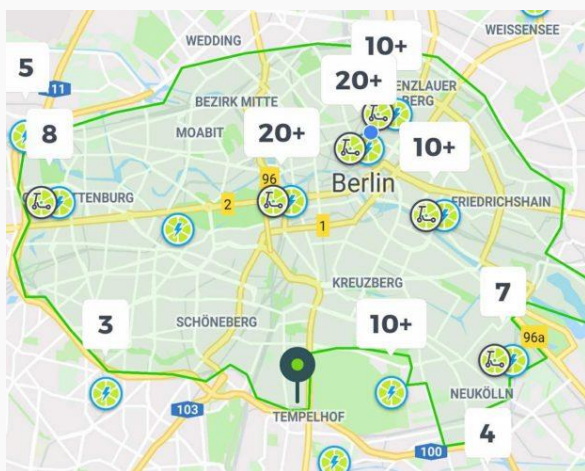 WEISSENSEE
WEDDING
10+
5
11
20+
ENZLAUER
BERG
BEZIRK MITTE
8
MOABIT
20+
10+
96
Berlin
TTENBURG
2
FRIEDRICHSHAIN
1
KREUZBERG
7
3
SCHÖNEBERG
10+
96a
NEUKÖLLN
103
TEMPELHOF
4
100